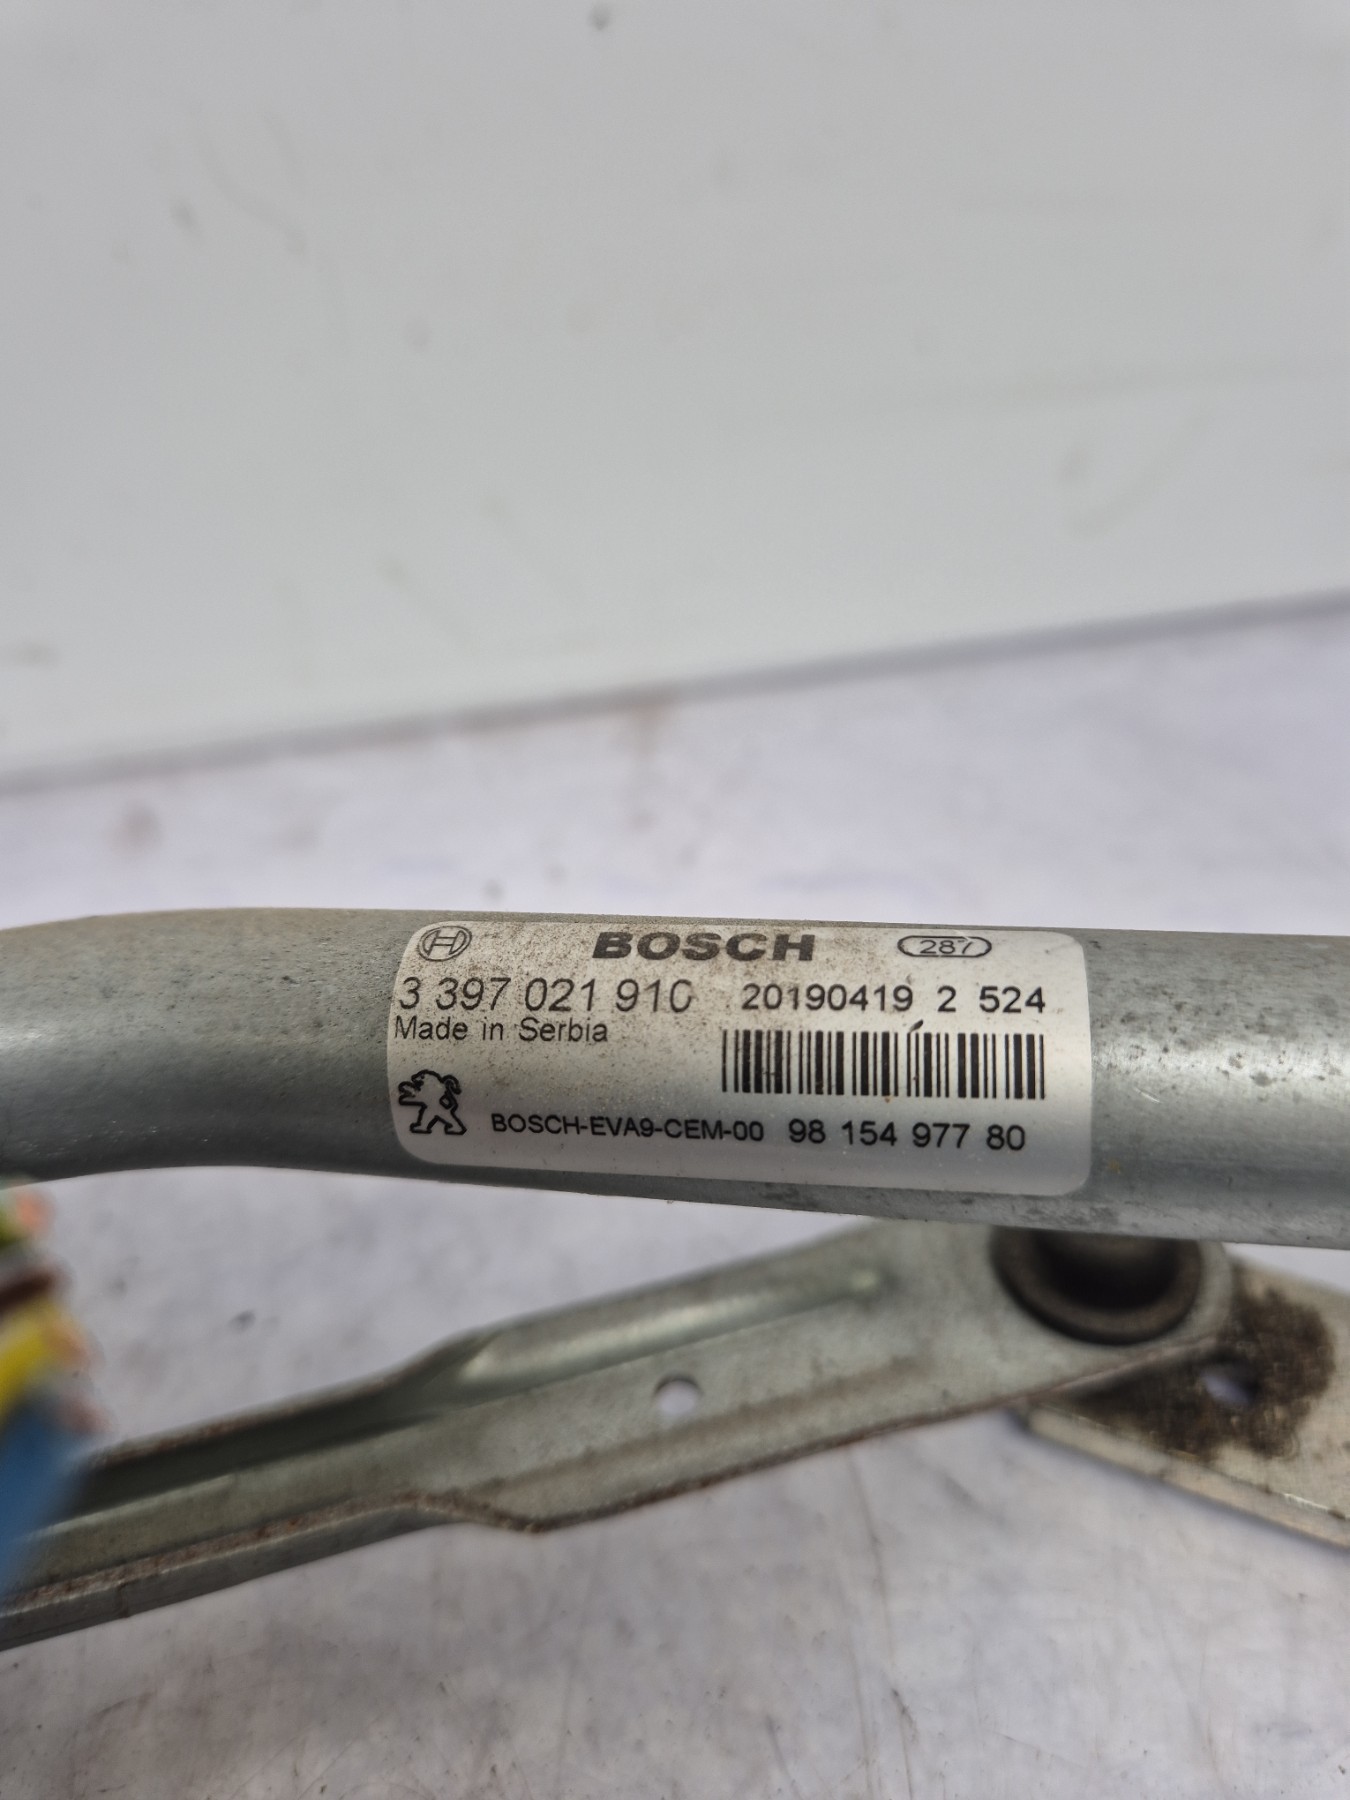 BOSCH 287
3 397 021 910 20190419 2 524
Made in Serbia
BOSCH-EVA9-CEM-00 98 154 977 80